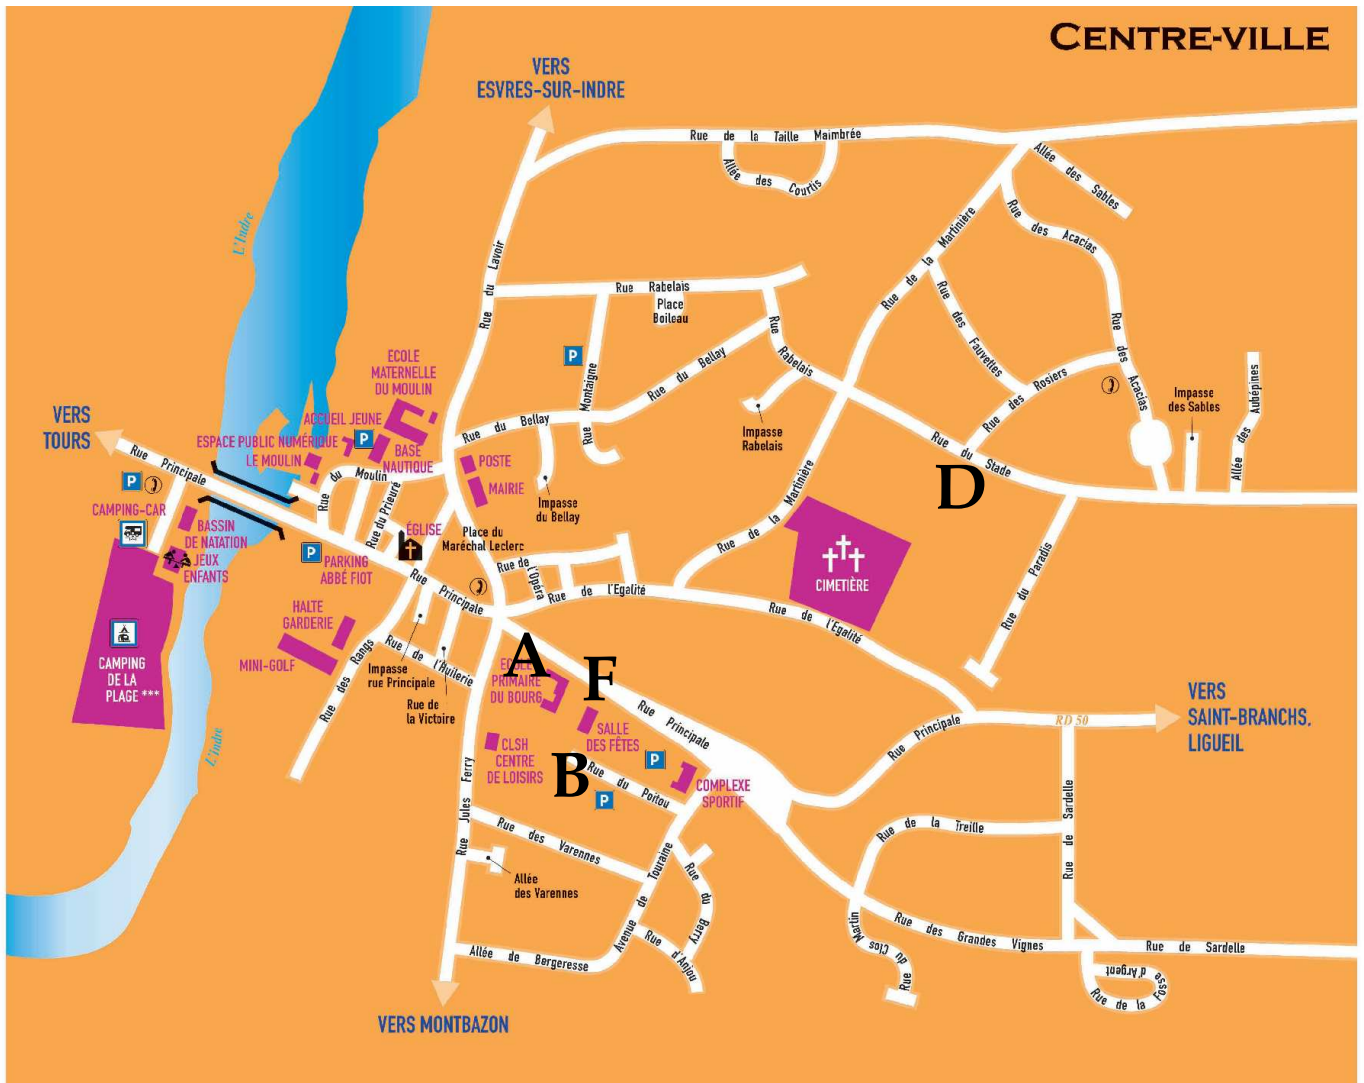 CENTRE-VILLE
VERS
ESVRES-SUR-INDRE
Rue de la Taille Maimbrée
Allée des Courtis
Allée des Sables
Rue des Acacias
Rue de la Martinière
L'Indre
Rue du Lavoir
Rue Rabelais
Place
Boileau
Rue des Fauvettes
Rue des Acacias
Rue Rabelais
P
Rue du Bellay
Rue Montaigne
Rue des Rosiers
Impasse
des Sables
Allée des Aubépines
ECOLE
MATERNELLE
DU MOULIN
VERS
TOURS
ACCUEIL JEUNE
P
ESPACE PUBLIC NUMÉRIQUE
LE MOULIN
BASE
NAUTIQUE
Rue du Bellay
Impasse
Rabelais
Rue du Stade
D
Rue Principale
P
Rue du Moulin
POSTE
MAIRIE
Impasse
du Bellay
Rue de la Martinière
CAMPING-CAR
BASSIN
DE NATATION
JEUX
ENFANTS
Rue du Prieuré
ÉGLISE
Place du
Maréchal Leclerc
P
PARKING
ABBÉ FIOT
Rue de
l'Opéra
Rue de l'Egalité
CIMETIÈRE
Rue du Paradis
Rue Principale
Rue de l'Egalité
HALTE
GARDERIE
MINI-GOLF
CAMPING
DE LA
PLAGE ***
Rue des Rangs
Rue de l'Huilerie
Impasse
rue Principale
Rue de
la Victoire
A
ECOLE
PRIMAIRE
DU BOURG
F
Rue Principale
SALLE
DES FÊTES
Rue Principale
RD 50
VERS
SAINT-BRANCHS,
LIGUEIL
L'Indre
CLSH
CENTRE
DE LOISIRS
B
P
Rue du Poitou
P
COMPLEXE
SPORTIF
Rue Jules Ferry
Rue des Varennes
Allée
des Varennes
Avenue de Touraine
Rue du Berry
Rue d'Anjou
Allée de Bergeresse
Rue de la Treille
Rue de Sardelle
Rue du Clos Martin
Rue des Grandes Vignes
Rue de Sardelle
Rue de la Fosse
d'Argent
VERS MONTBAZON